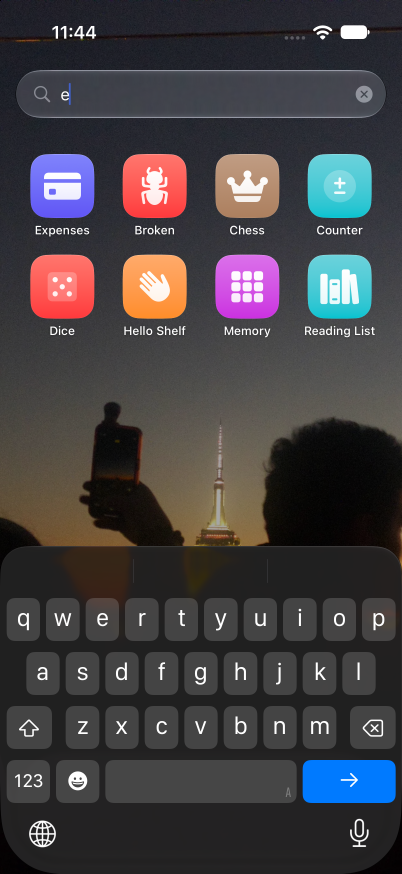 11:44
e
Expenses
Broken
Chess
Counter
Dice
Hello Shelf
Memory
Reading List
q w e r t y u i o p
a s d f g h j k l
z x c v b n m
123
A